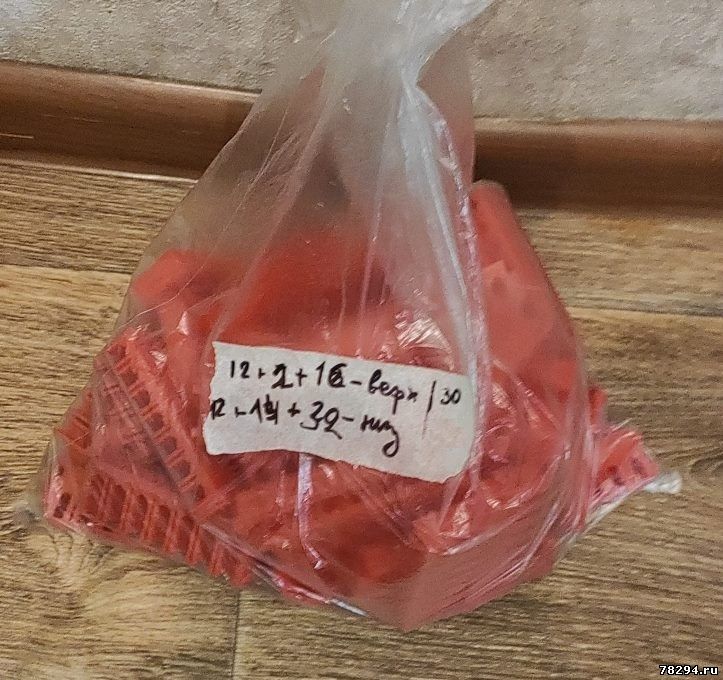 12 + 2 + 16 - верх / 30
12 + 14 + 32 - низ
78294.ru